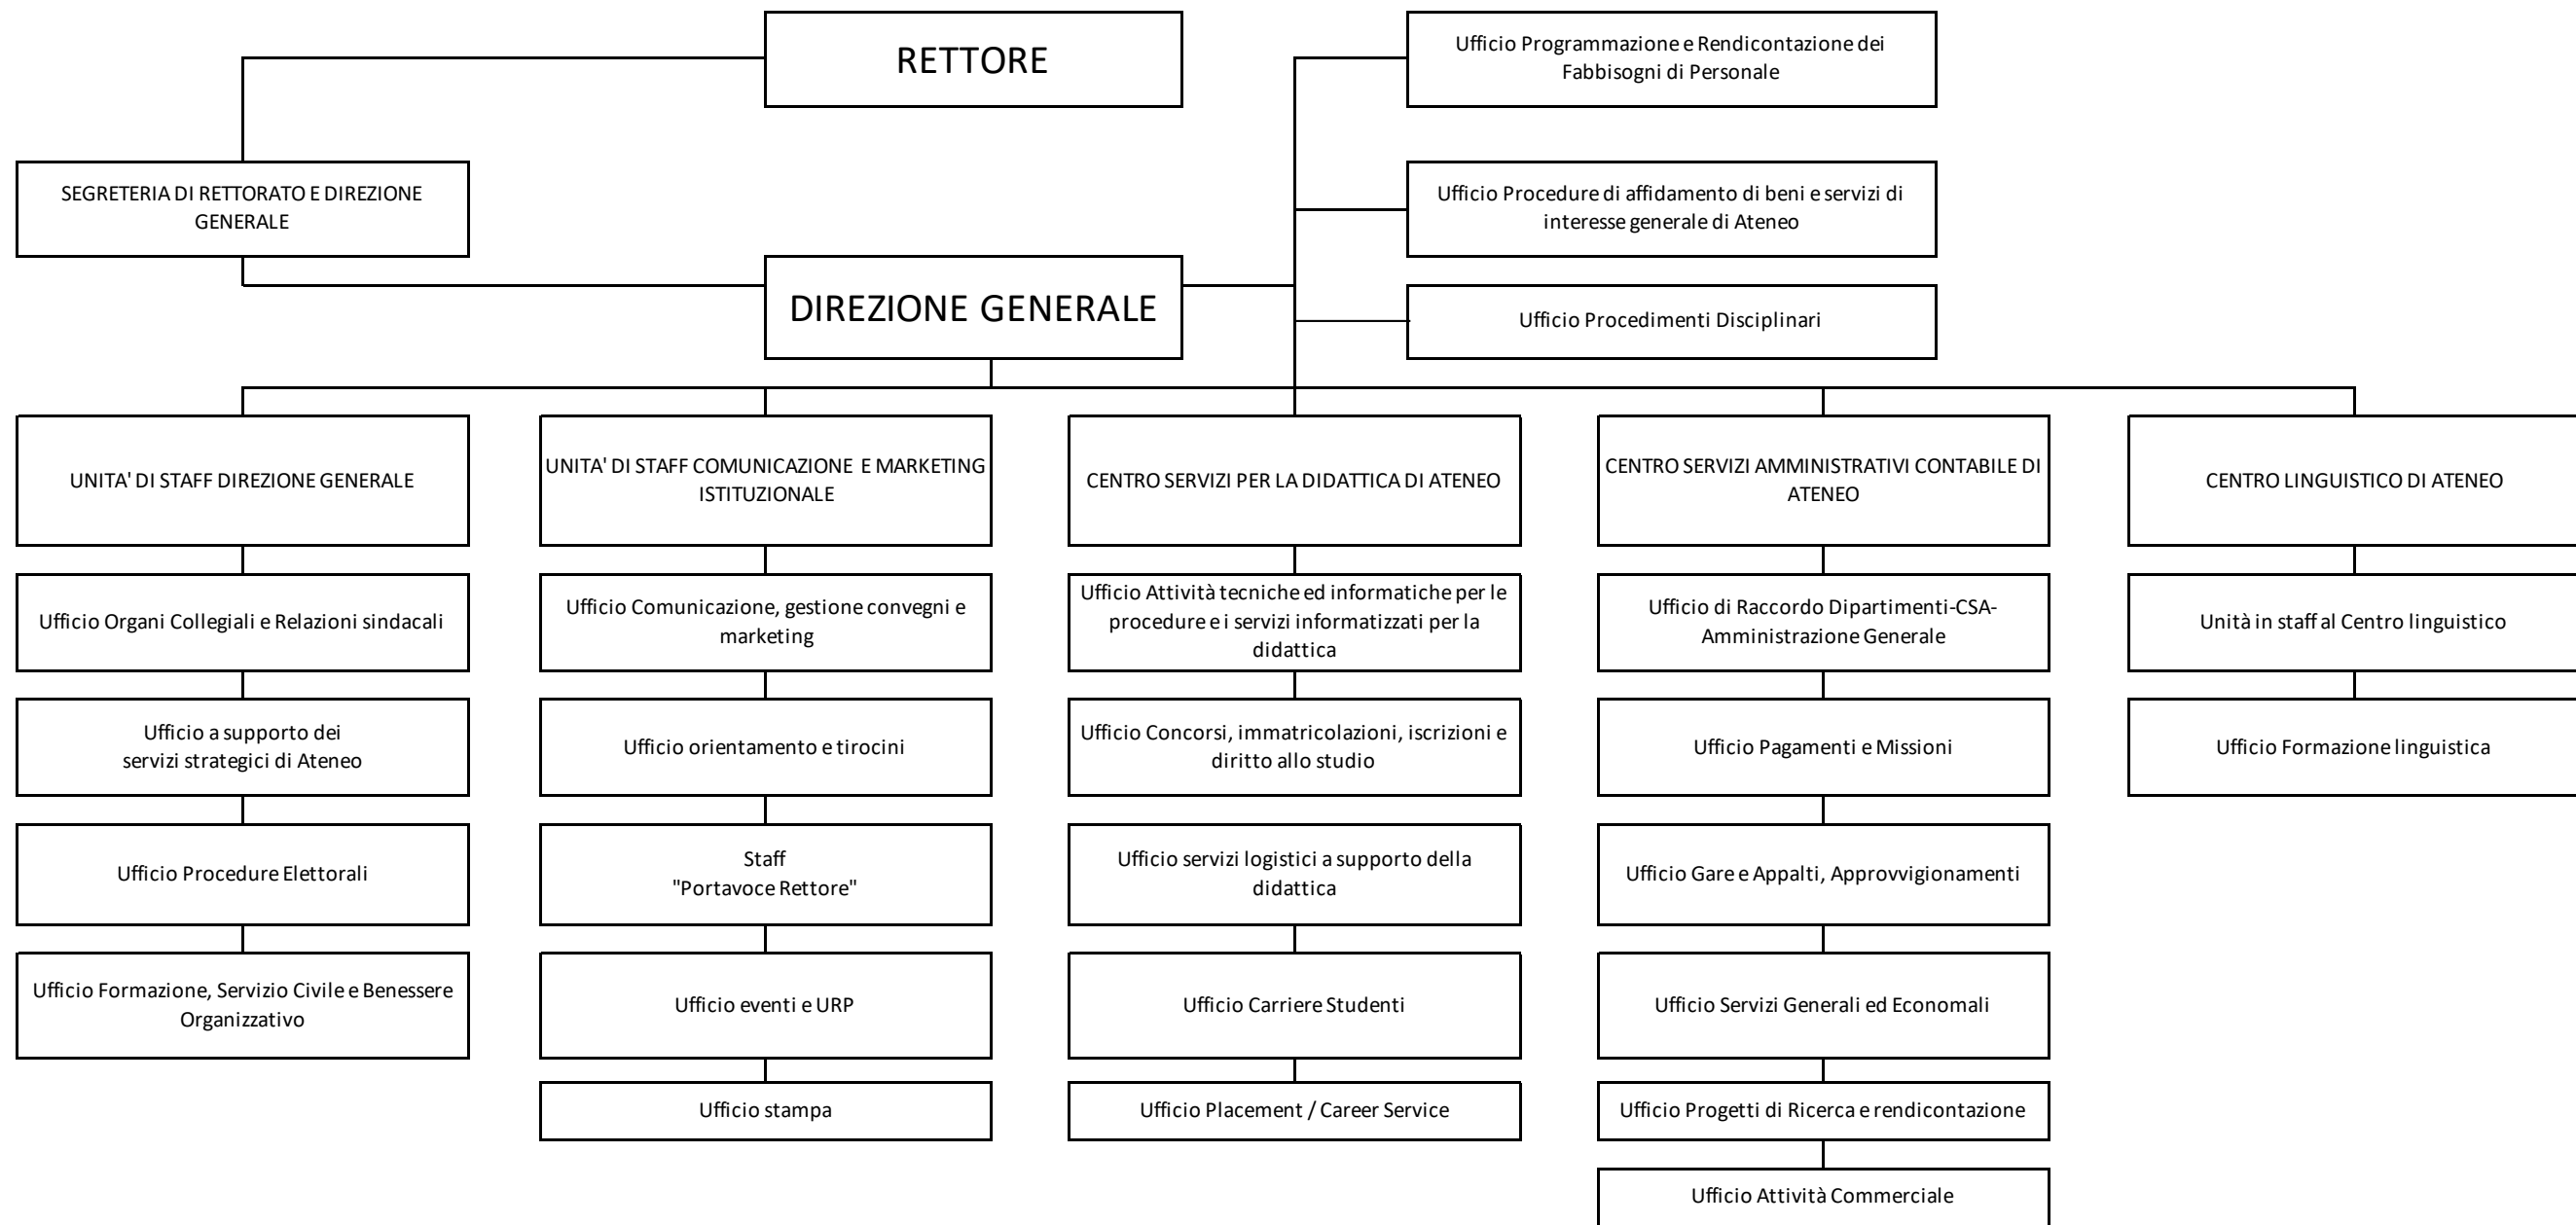 RETTORE
Ufficio Programmazione e Rendicontazione dei
Fabbisogni di Personale
SEGRETERIA DI RETTORATO E DIREZIONE
GENERALE
Ufficio Procedure di affidamento di beni e servizi di
interesse generale di Ateneo
DIREZIONE GENERALE
Ufficio Procedimenti Disciplinari
UNITA' DI STAFF DIREZIONE GENERALE
UNITA' DI STAFF COMUNICAZIONE E MARKETING
ISTITUZIONALE
CENTRO SERVIZI PER LA DIDATTICA DI ATENEO
CENTRO SERVIZI AMMINISTRATIVI CONTABILE DI
ATENEO
CENTRO LINGUISTICO DI ATENEO
Ufficio Organi Collegiali e Relazioni sindacali
Ufficio Comunicazione, gestione convegni e
marketing
Ufficio Attività tecniche ed informatiche per le
procedure e i servizi informatizzati per la
didattica
Ufficio di Raccordo Dipartimenti-CSA-
Amministrazione Generale
Unità in staff al Centro linguistico
Ufficio a supporto dei
servizi strategici di Ateneo
Ufficio orientamento e tirocini
Ufficio Concorsi, immatricolazioni, iscrizioni e
diritto allo studio
Ufficio Pagamenti e Missioni
Ufficio Formazione linguistica
Ufficio Procedure Elettorali
Staff
"Portavoce Rettore"
Ufficio servizi logistici a supporto della
didattica
Ufficio Gare e Appalti, Approvvigionamenti
Ufficio Formazione, Servizio Civile e Benessere
Organizzativo
Ufficio eventi e URP
Ufficio Carriere Studenti
Ufficio Servizi Generali ed Economali
Ufficio stampa
Ufficio Placement / Career Service
Ufficio Progetti di Ricerca e rendicontazione
Ufficio Attività Commerciale